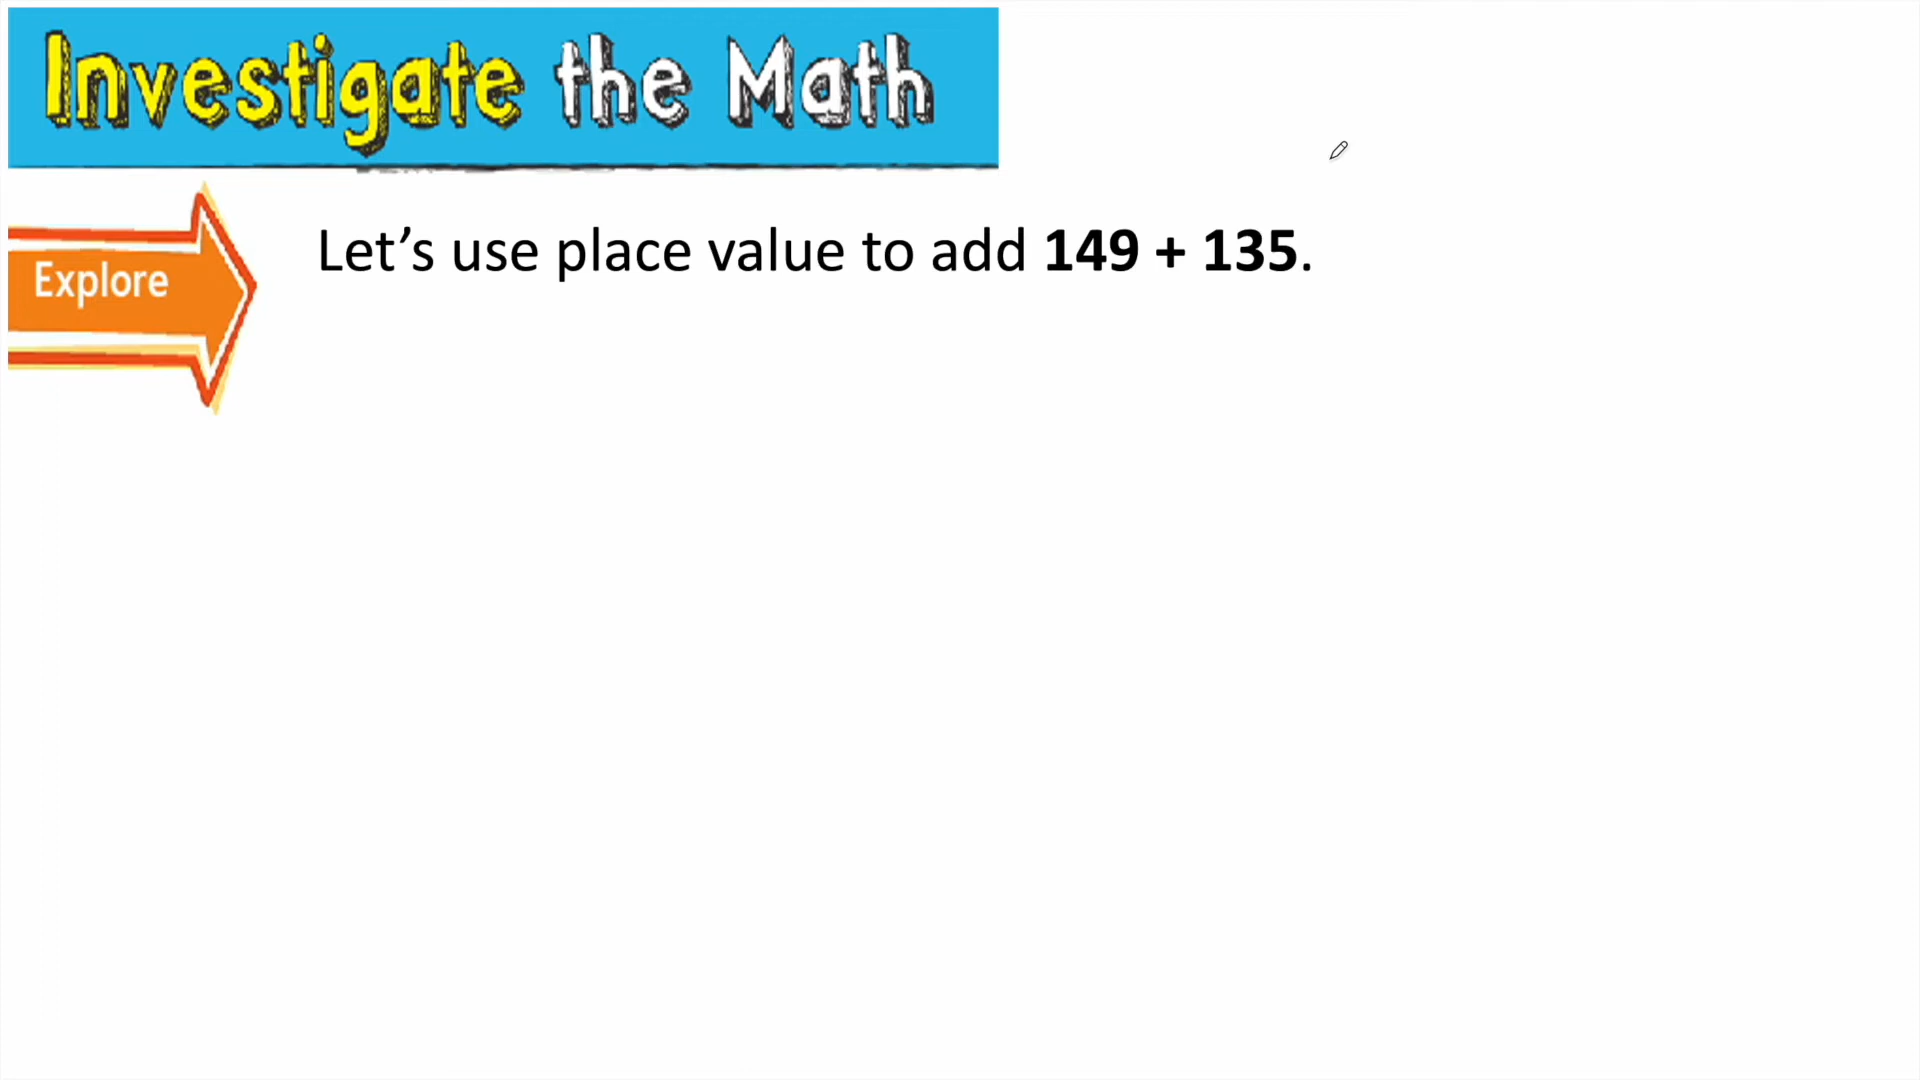 Investigate the Math
Explore
Let’s use place value to add 149 + 135.